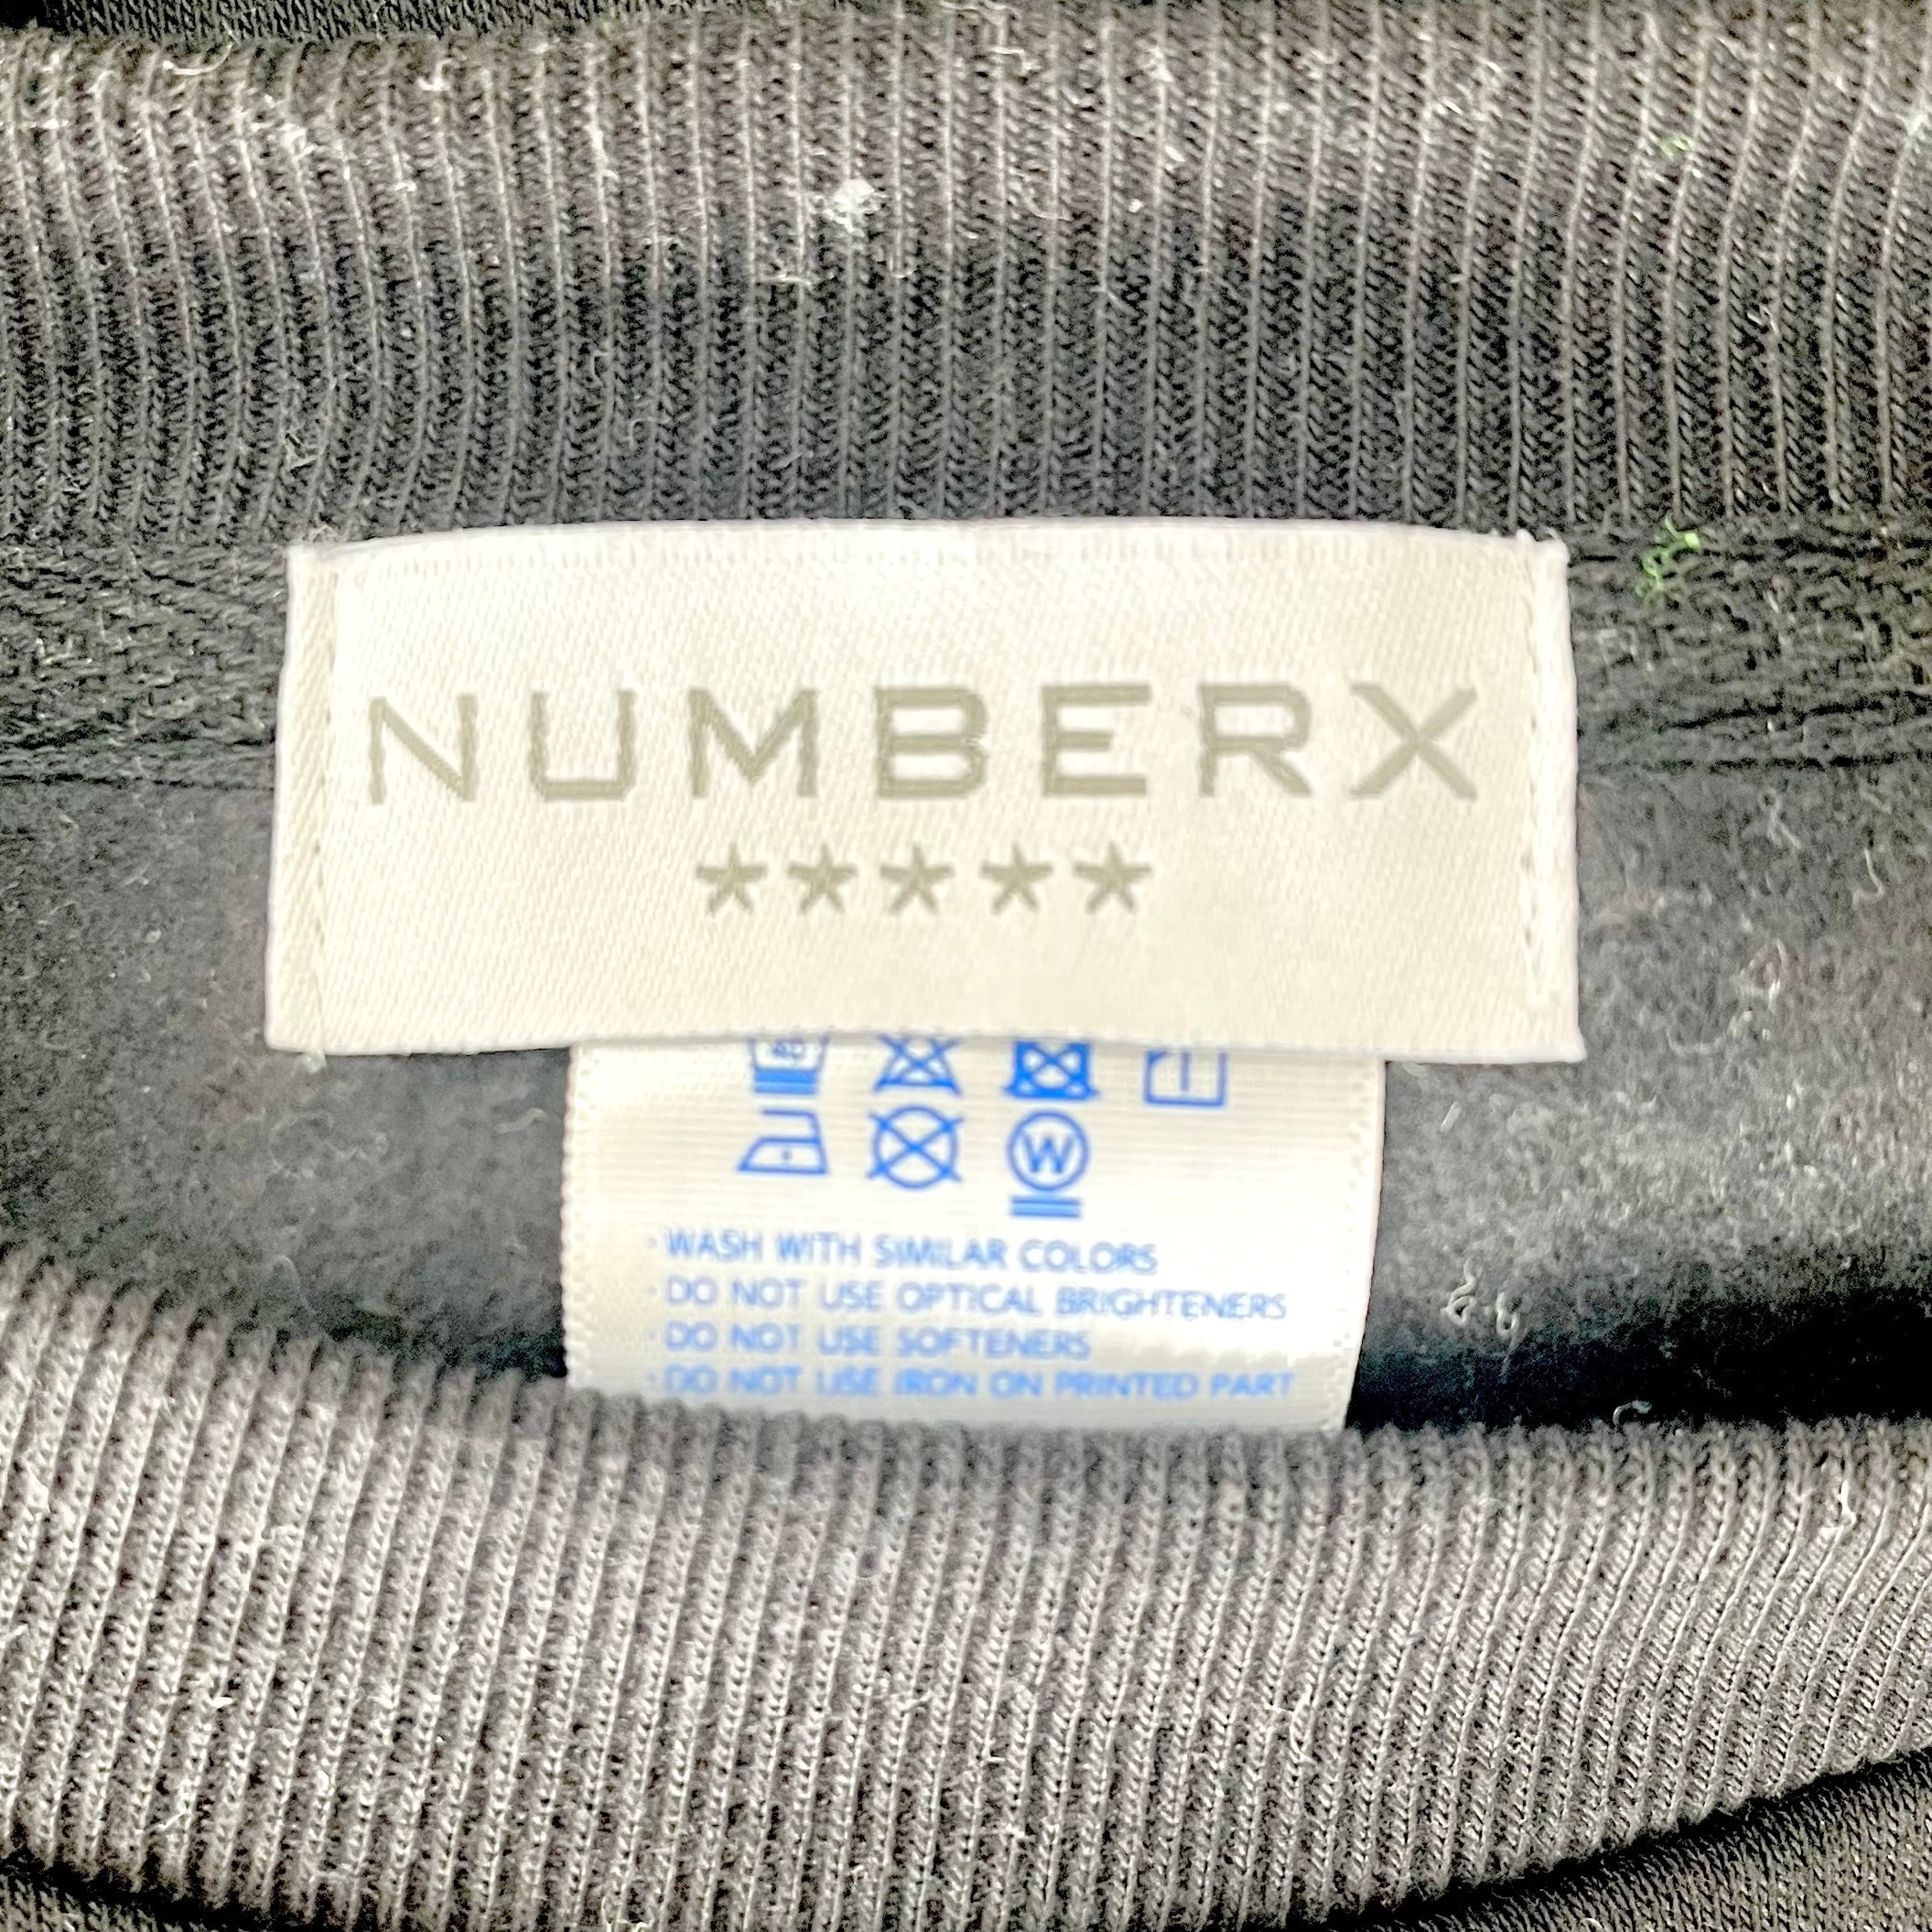 NUMBERX
W
· WASH WITH SIMILAR COLORS
· DO NOT USE OPTICAL BRIGHTENERS
· DO NOT USE SOFTENERS
· DO NOT USE IRON ON PRINTED PART